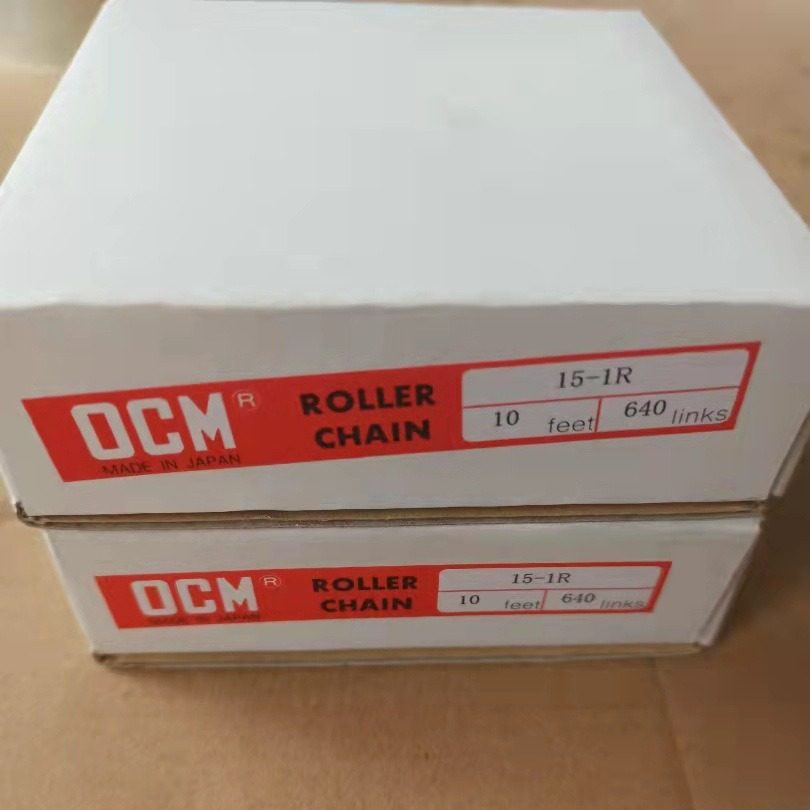 OCM® ROLLER CHAIN
MADE IN JAPAN
15-1R
10 feet 640 links
OCM® ROLLER CHAIN
MADE IN JAPAN
15-1R
10 feet 640 links